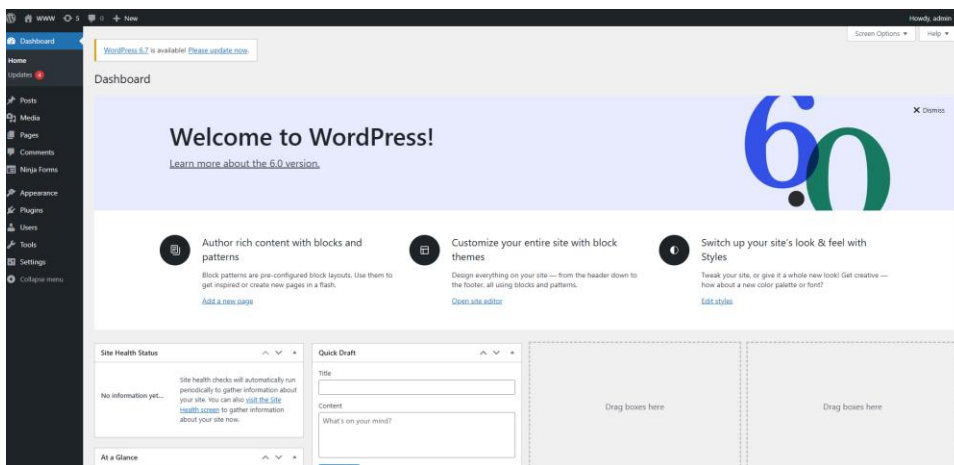 WWW 5 0 + New Howdy, admin
Screen Options ▼ Help ▼
Dashboard
Home
Updates 4
Posts
Media
Pages
Comments
Ninja Forms
Appearance
Plugins
Users
Tools
Settings
Collapse menu
WordPress 6.7 is available! Please update now.
Dashboard
Dismiss
Welcome to WordPress!
Learn more about the 6.0 version.
6.0
Author rich content with blocks and
patterns
Block patterns are pre-configured block layouts. Use them to
get inspired or create new pages in a flash.
Add a new page
Customize your entire site with block
themes
Design everything on your site — from the header down to
the footer, all using blocks and patterns.
Open site editor
Switch up your site's look & feel with
Styles
Tweak your site, or give it a whole new look! Get creative —
how about a new color palette or font?
Edit styles
Site Health Status
No information yet...
Site health checks will automatically run
periodically to gather information about
your site. You can also visit the Site
Health screen to gather information
about your site now.
At a Glance
Quick Draft
Title
Content
What's on your mind?
Drag boxes here
Drag boxes here